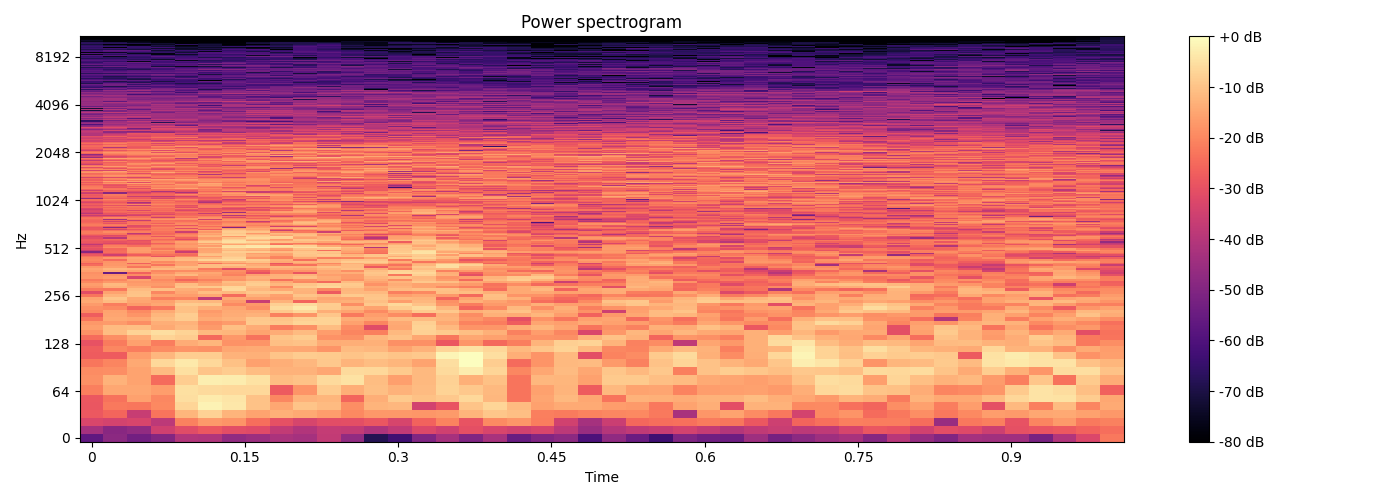 Power spectrogram
8192
4096
2048
1024
512
256
128
64
0
Hz
0
0.15
0.3
0.45
0.6
0.75
0.9
Time
+0 dB
-10 dB
-20 dB
-30 dB
-40 dB
-50 dB
-60 dB
-70 dB
-80 dB